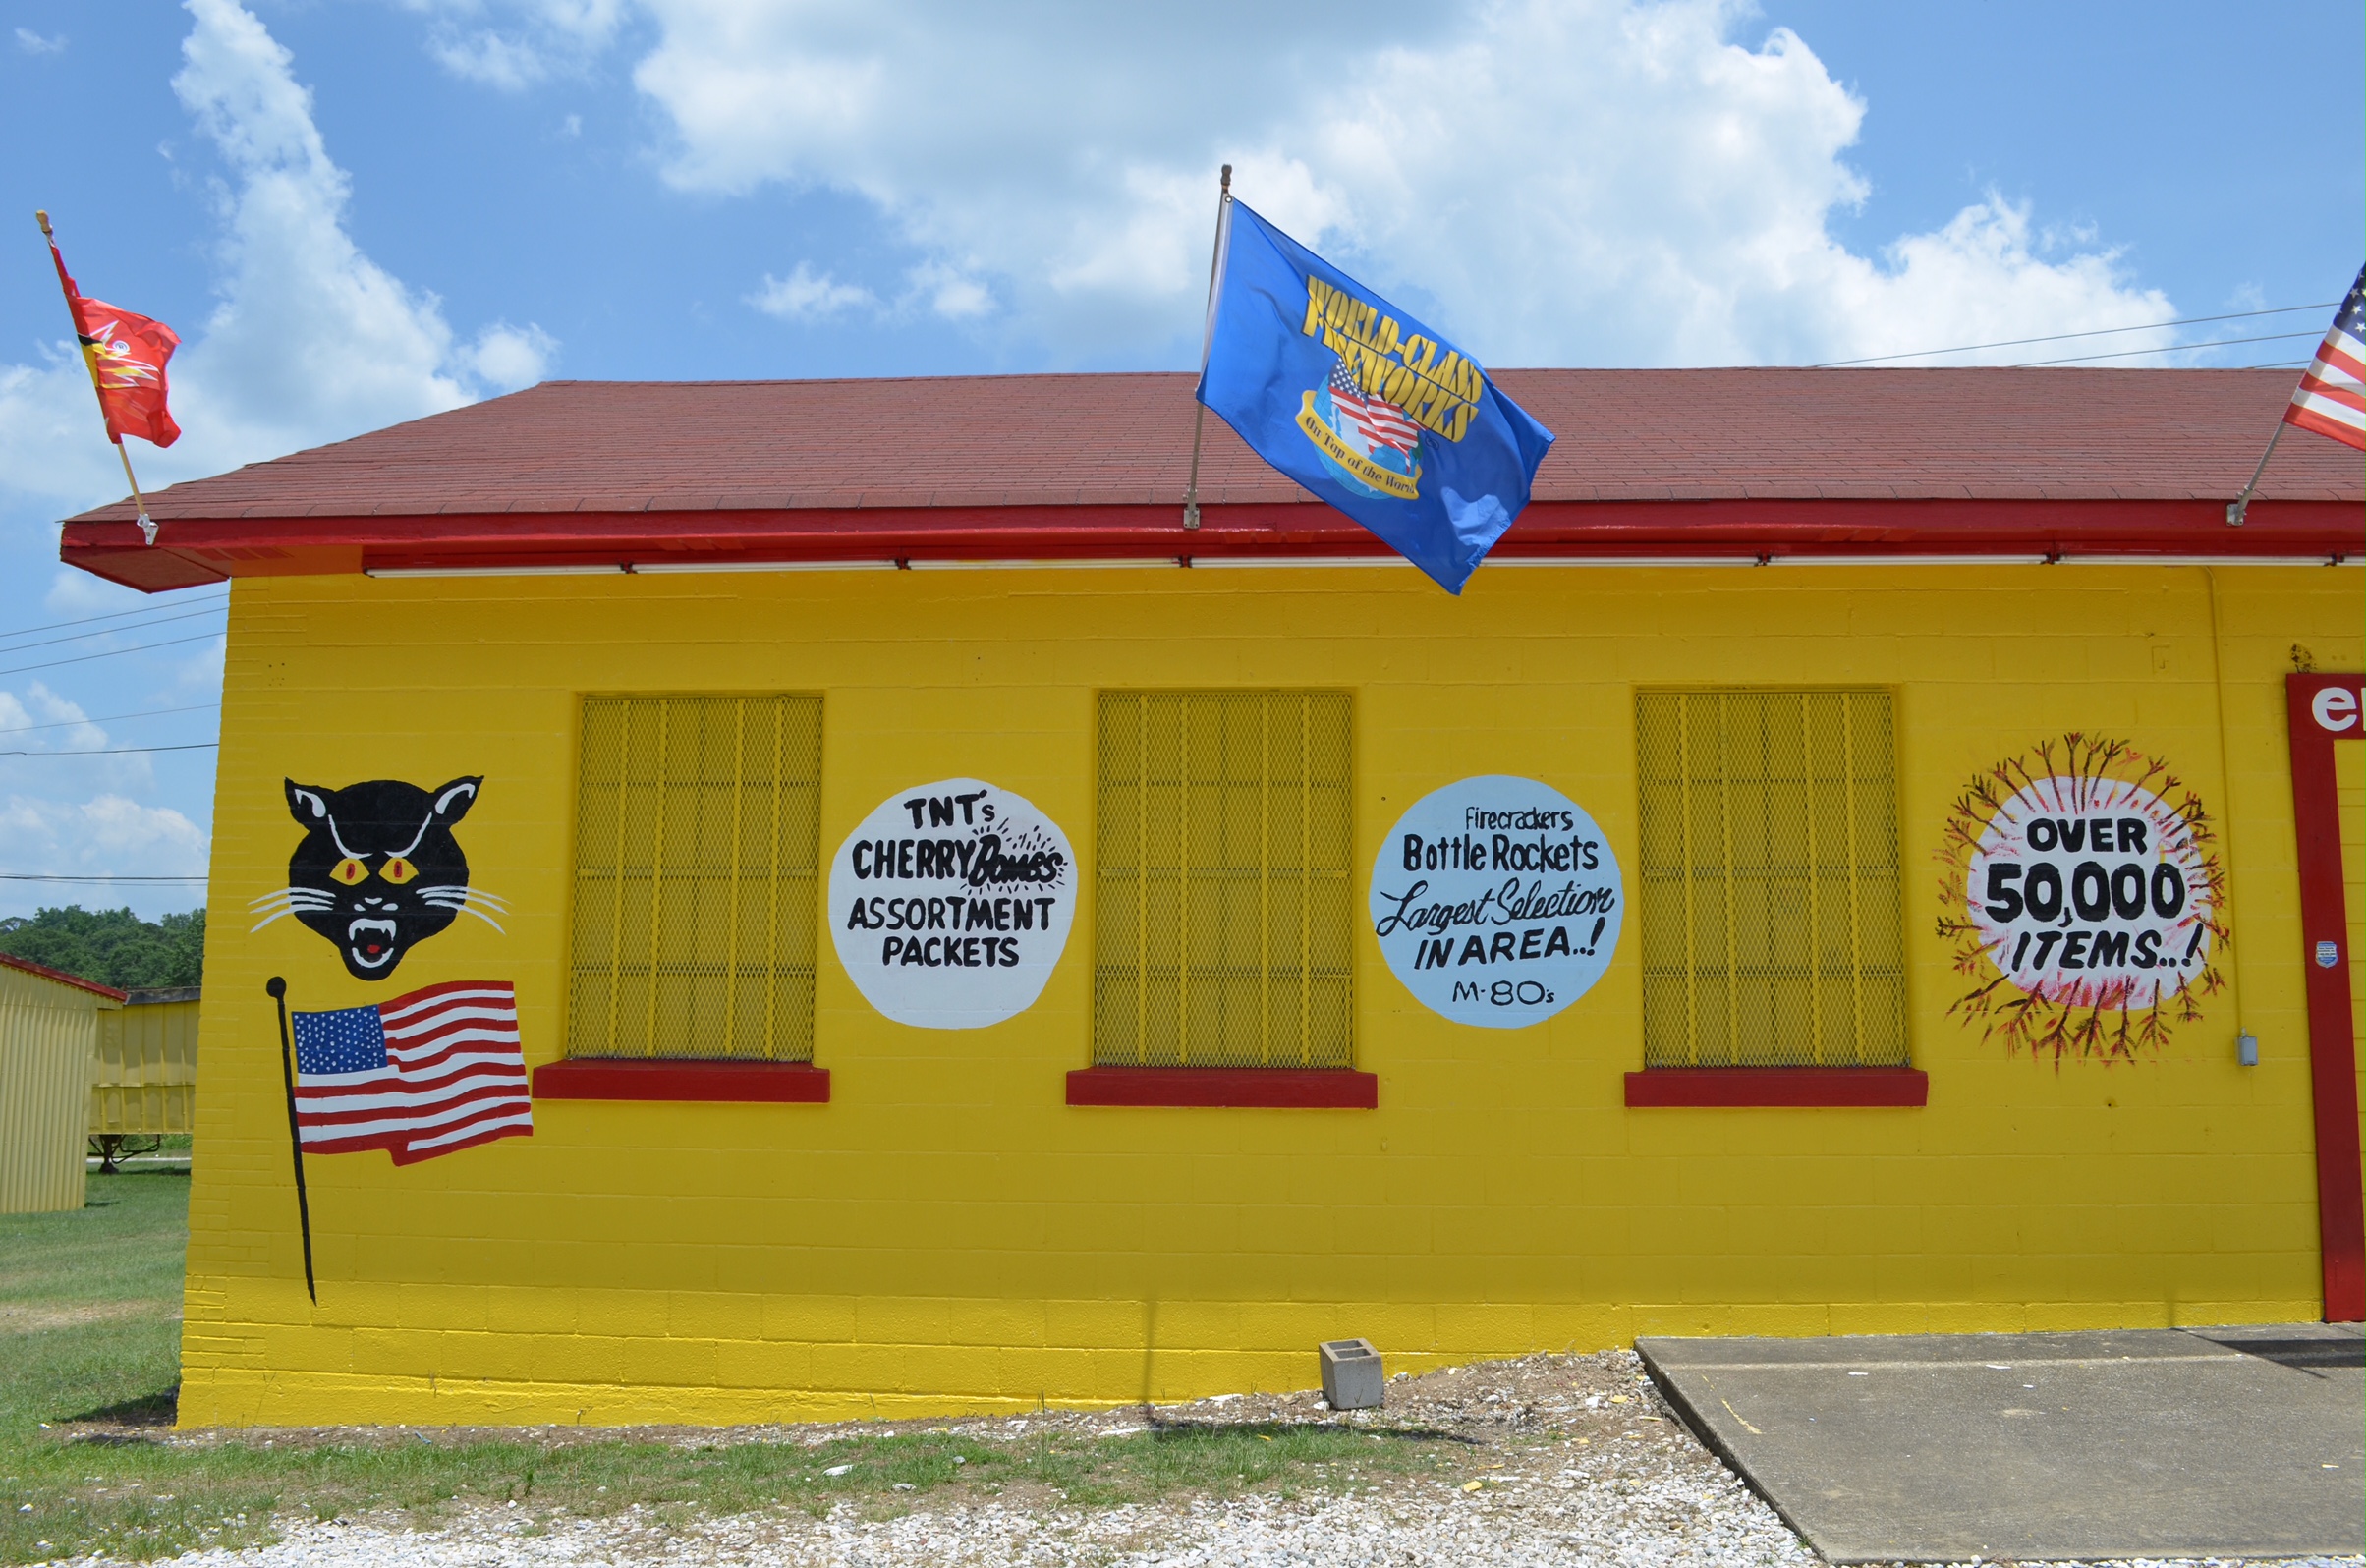 WORLD-CLASS
FIREWORKS
On Top of the World
TNT's
CHERRY Bombs
ASSORTMENT
PACKETS
Firecrackers
Bottle Rockets
Largest Selection
IN AREA..!
M-80's
OVER
50,000
ITEMS..!